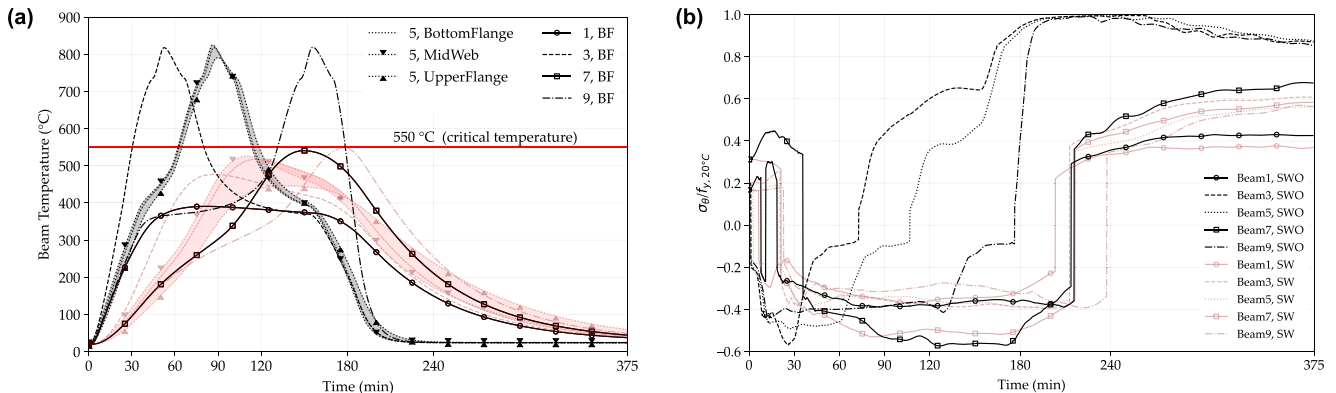 (a)
900
800
700
600
500
400
300
200
100
0
0
30
60
90
120
150
180
240
375
Beam Temperature (°C)
Time (min)
5, BottomFlange
5, MidWeb
5, UpperFlange
1, BF
3, BF
7, BF
9, BF
550 °C (critical temperature)
(b)
1.0
0.8
0.6
0.4
0.2
0.0
−0.2
−0.4
−0.6
0
30
60
90
120
180
240
375
σθ/fy, 20°C
Time (min)
Beam1, SWO
Beam3, SWO
Beam5, SWO
Beam7, SWO
Beam9, SWO
Beam1, SW
Beam3, SW
Beam5, SW
Beam7, SW
Beam9, SW